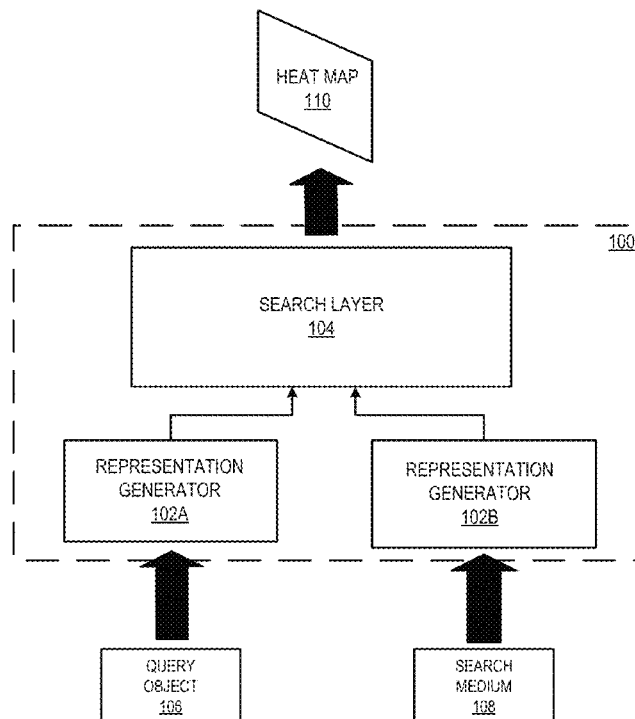 HEAT MAP
110
100
SEARCH LAYER
104
REPRESENTATION
GENERATOR
102A
REPRESENTATION
GENERATOR
102B
QUERY
OBJECT
106
SEARCH
MEDIUM
108